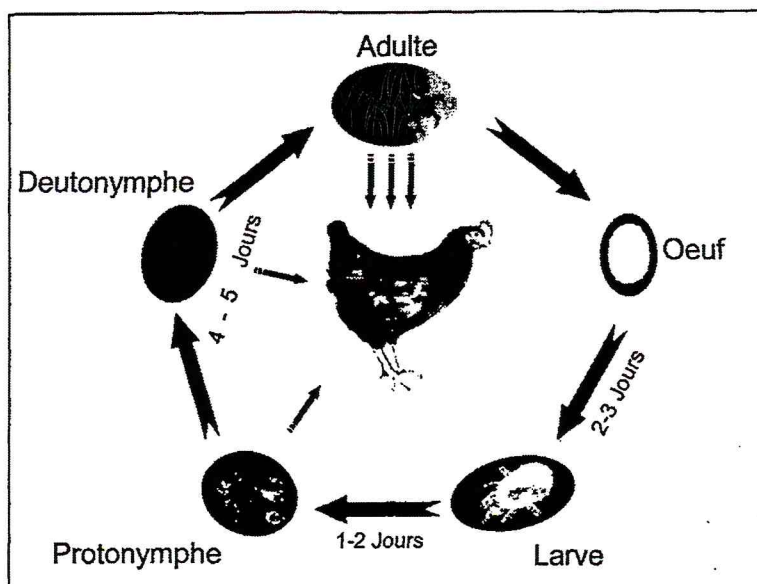 Adulte
Deutonymphe
Oeuf
4 - 5 Jours
2-3 Jours
1-2 Jours
Protonymphe
Larve